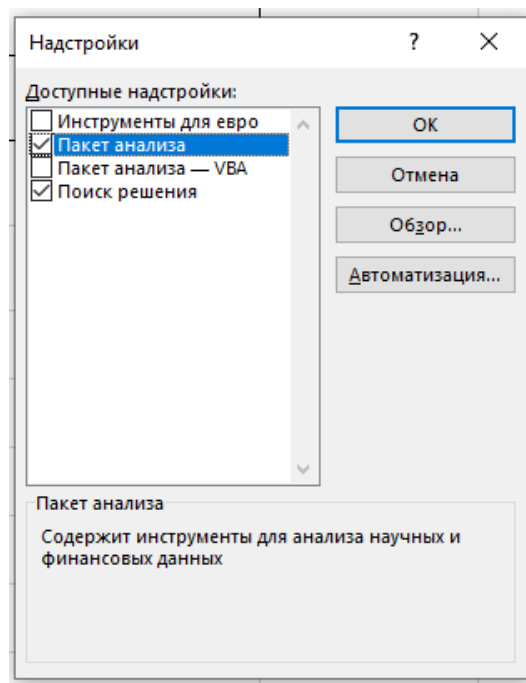 Надстройки
?
Доступные надстройки:
Инструменты для евро
Пакет анализа
Пакет анализа — VBA
Поиск решения
ОК
Отмена
Обзор...
Автоматизация...
Пакет анализа
Содержит инструменты для анализа научных и
финансовых данных